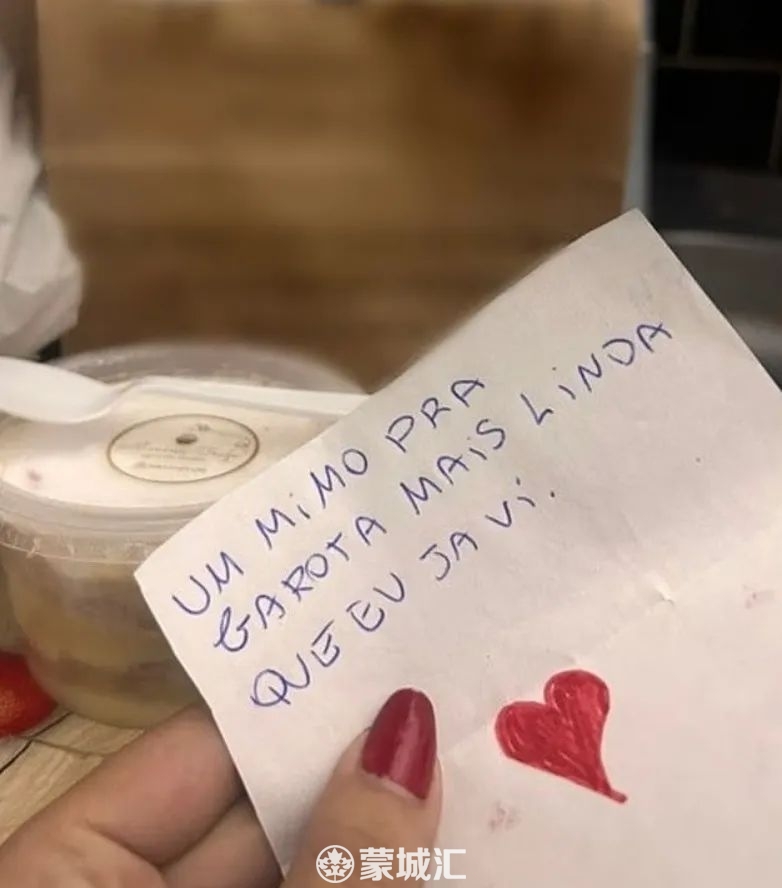 UM MiMO PRA
GAROTA MAiS LiNDA
QUE EU JA Vi.
蒙城汇